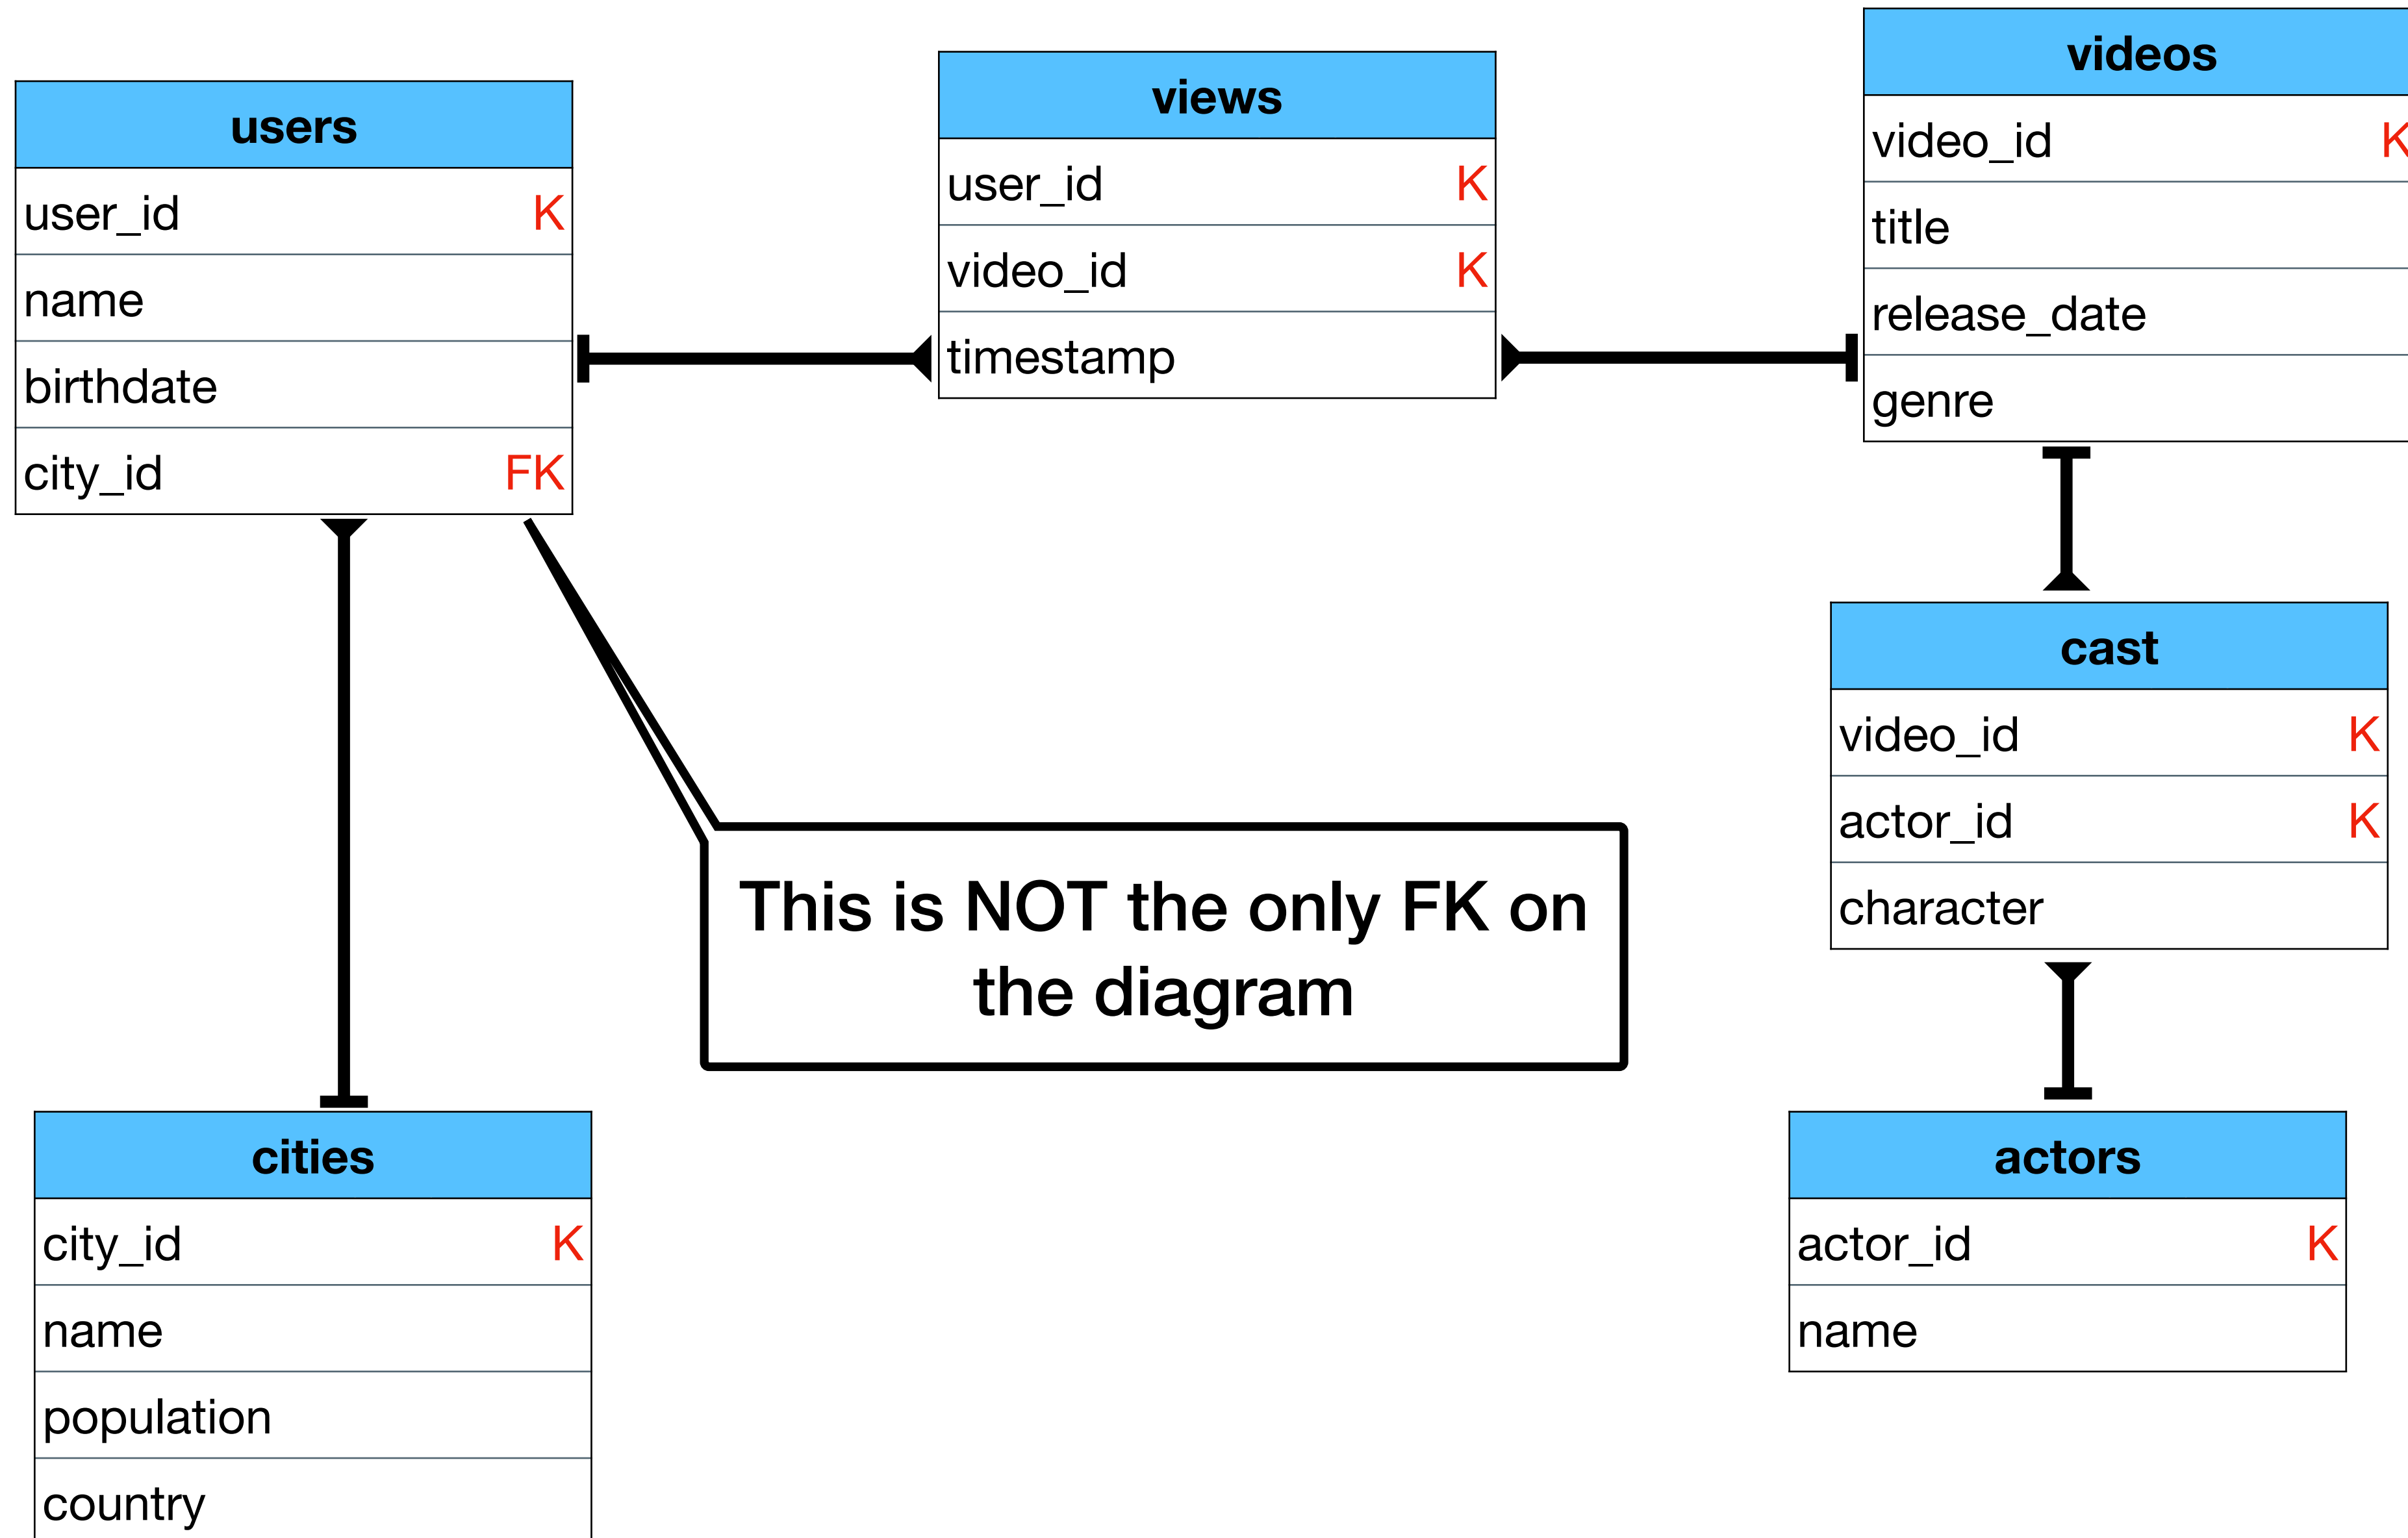 users
user_id K
name
birthdate
city_id FK
views
user_id K
video_id K
timestamp
videos
video_id K
title
release_date
genre
cast
video_id K
actor_id K
character
This is NOT the only FK on
the diagram
cities
city_id K
name
population
country
actors
actor_id K
name